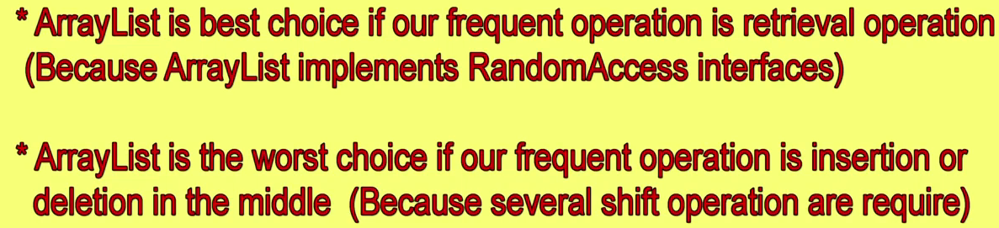 * ArrayList is best choice if our frequent operation is retrieval operation
(Because ArrayList implements RandomAccess interfaces)
* ArrayList is the worst choice if our frequent operation is insertion or
deletion in the middle (Because several shift operation are require)